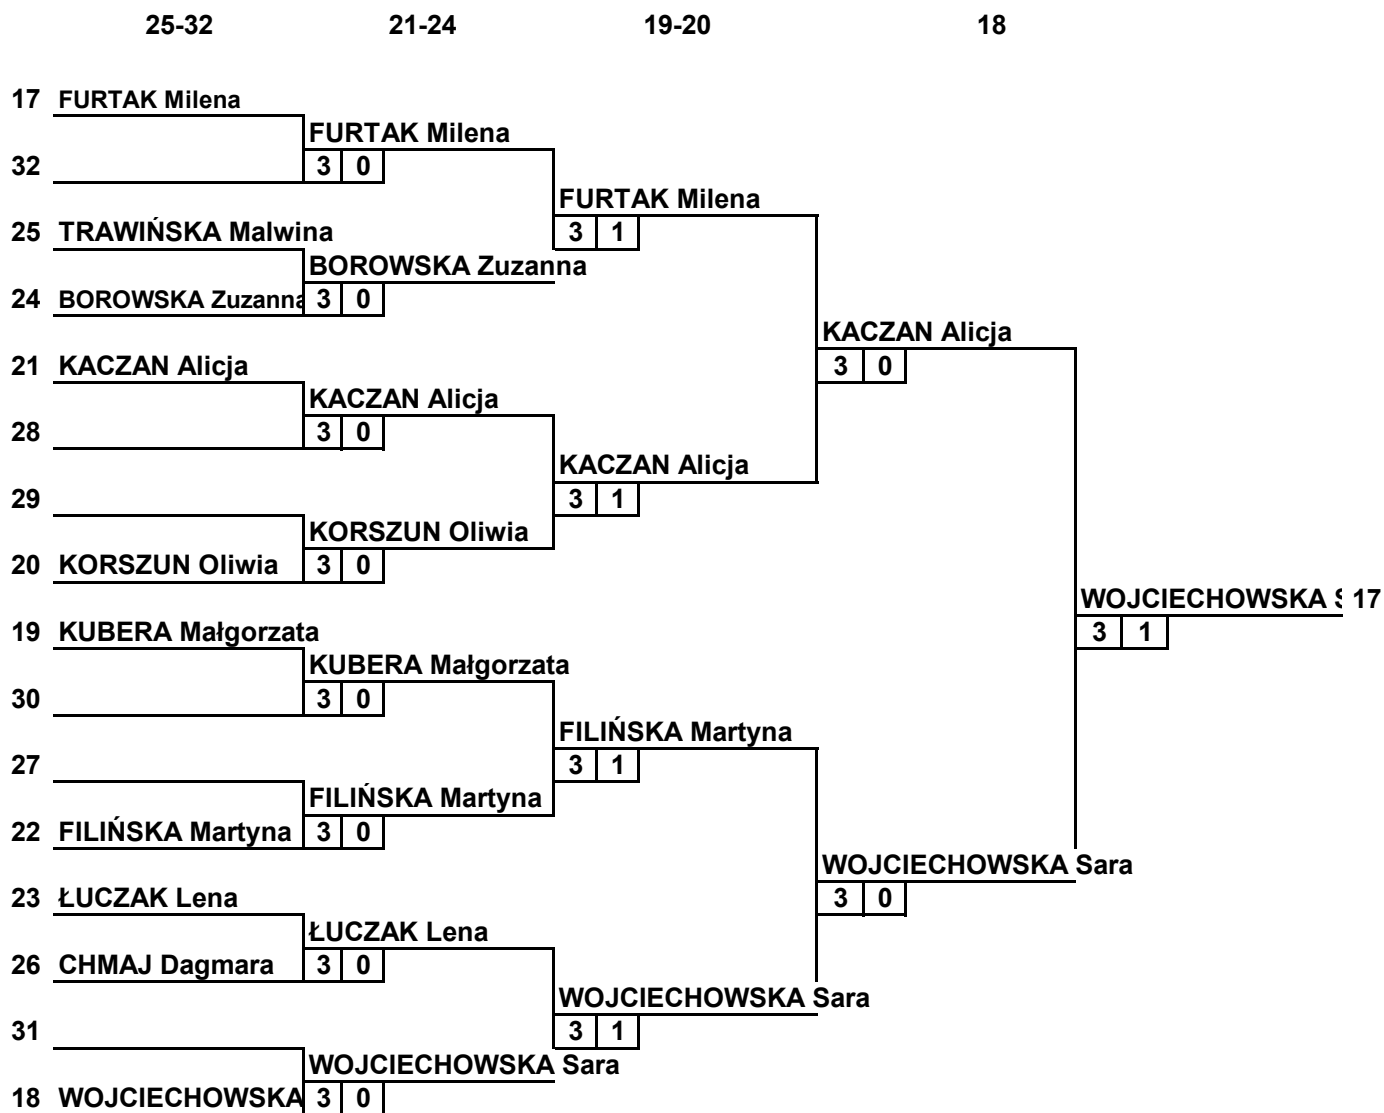 25-32 21-24 19-20 18
17 FURTAK Milena
FURTAK Milena
32 3 0
FURTAK Milena
25 TRAWIŃSKA Malwina 3 1
BOROWSKA Zuzanna
24 BOROWSKA Zuzanna 3 0
KACZAN Alicja
21 KACZAN Alicja 3 0
KACZAN Alicja
28 3 0
KACZAN Alicja
29 3 1
KORSZUN Oliwia
20 KORSZUN Oliwia 3 0
WOJCIECHOWSKA 17
19 KUBERA Małgorzata 3 1
KUBERA Małgorzata
30 3 0
FILIŃSKA Martyna
27 3 1
FILIŃSKA Martyna
22 FILIŃSKA Martyna 3 0
WOJCIECHOWSKA Sara
23 ŁUCZAK Lena 3 0
ŁUCZAK Lena
26 CHMAJ Dagmara 3 0
WOJCIECHOWSKA Sara
31 3 1
WOJCIECHOWSKA Sara
18 WOJCIECHOWSKA 3 0